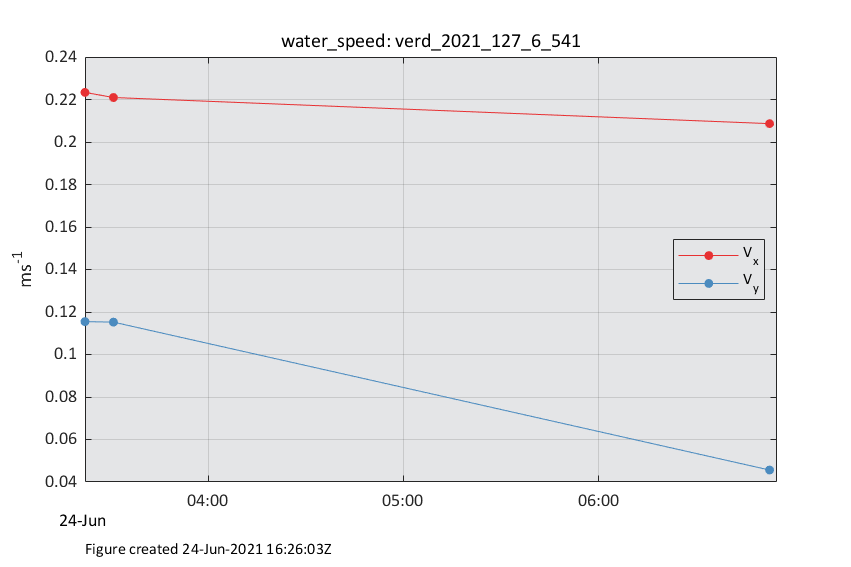 water_speed: verd_2021_127_6_541
0.24
0.22
0.2
0.18
0.16
0.14
0.12
0.1
0.08
0.06
0.04
ms-1
Vx
Vy
04:00 05:00 06:00
24-Jun
Figure created 24-Jun-2021 16:26:03Z